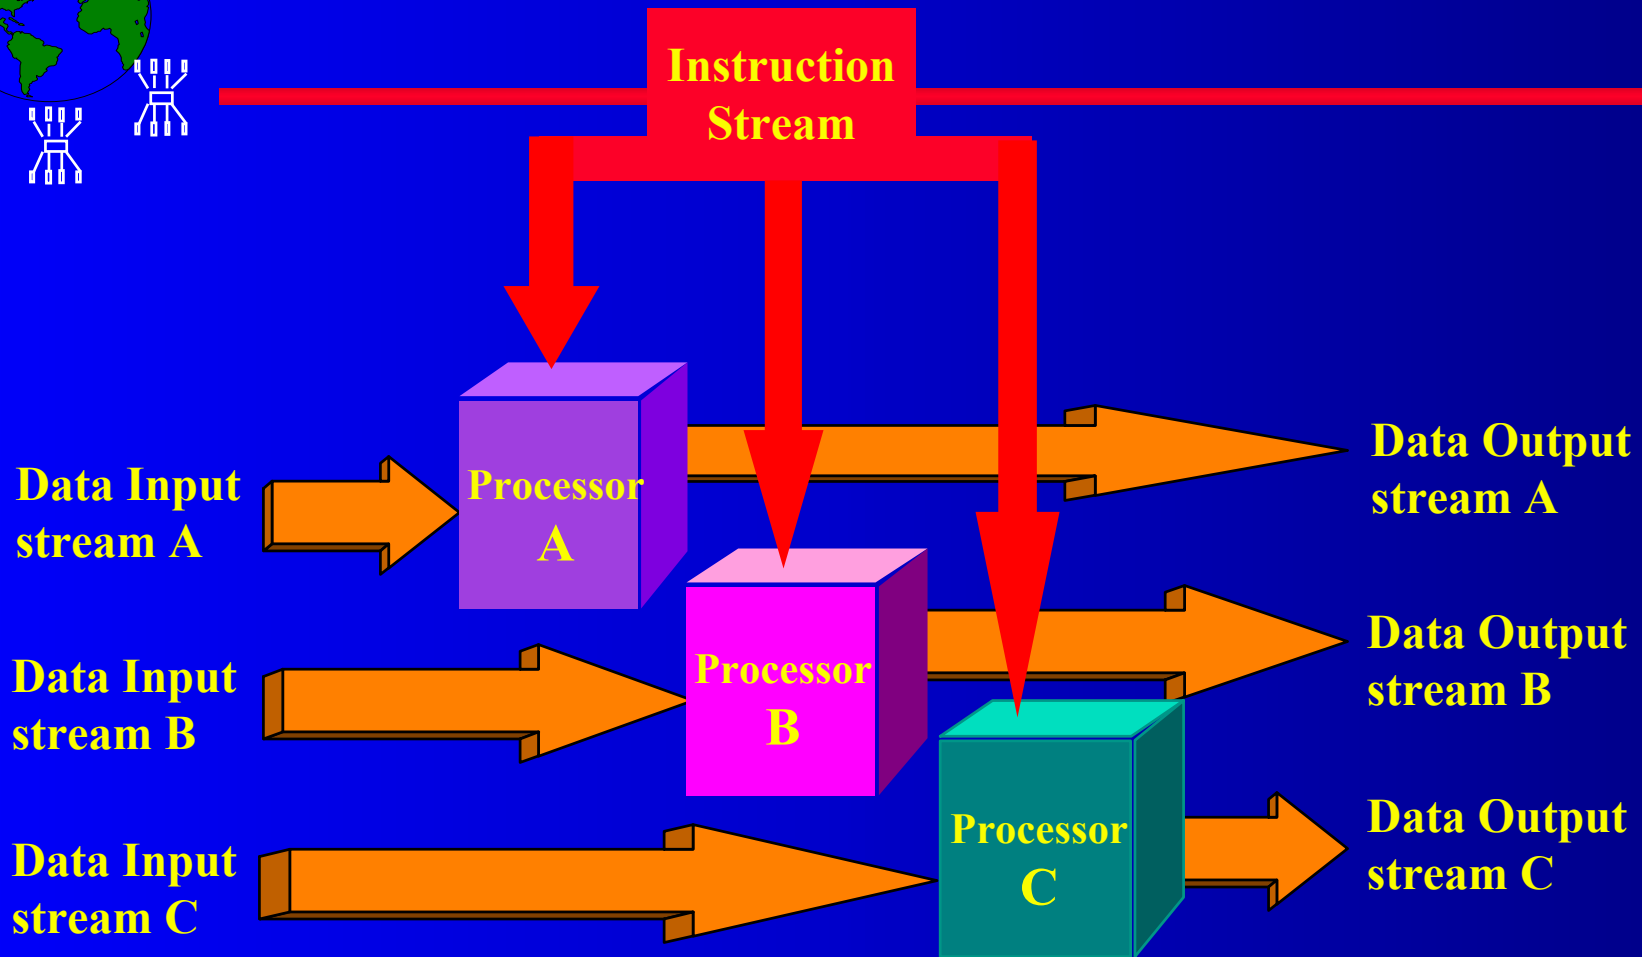 Instruction
Stream
Data Input
stream A
Processor
A
Data Output
stream A
Data Input
stream B
Processor
B
Data Output
stream B
Data Input
stream C
Processor
C
Data Output
stream C